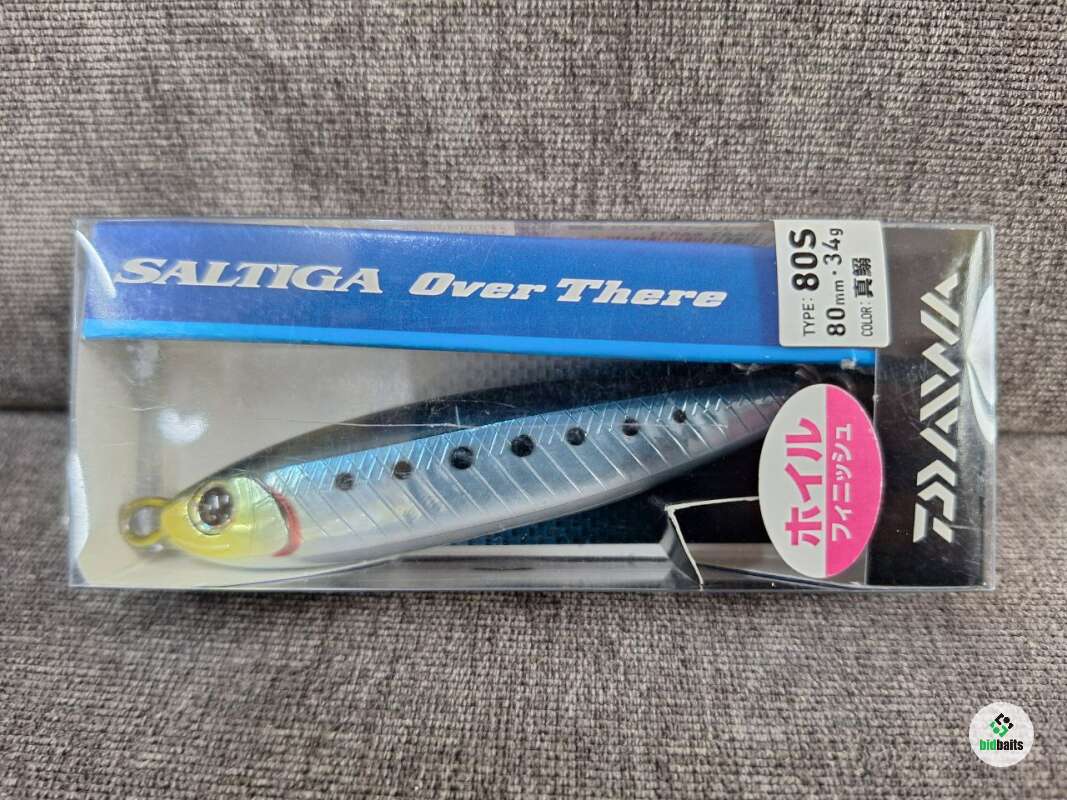 SALTIGA Over There
TYPE: 80S
80mm・34g
COLOR: 真鰯
ホイル
フィニッシュ
DAIWA
bidbaits